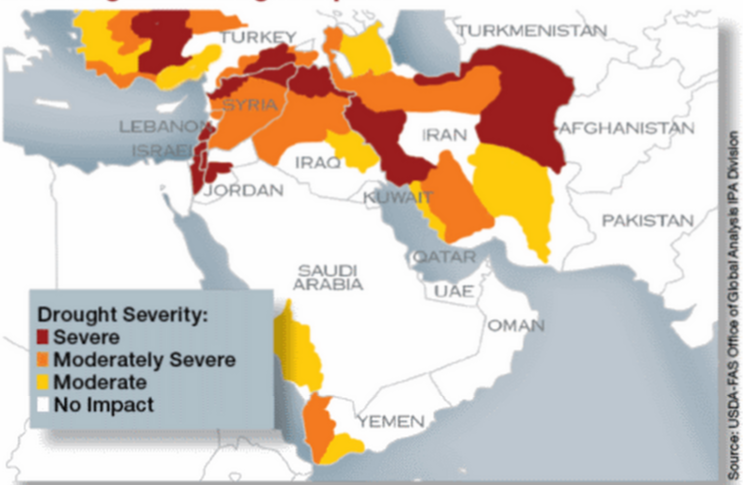 TURKEY
TURKMENISTAN
SYRIA
LEBANON
ISRAEL
IRAN
AFGHANISTAN
IRAQ
JORDAN
KUWAIT
PAKISTAN
QATAR
SAUDI
ARABIA
UAE
OMAN
YEMEN
Drought Severity:
Severe
Moderately Severe
Moderate
No Impact
Source: USDA-FAS Office of Global Analysis IPA Division